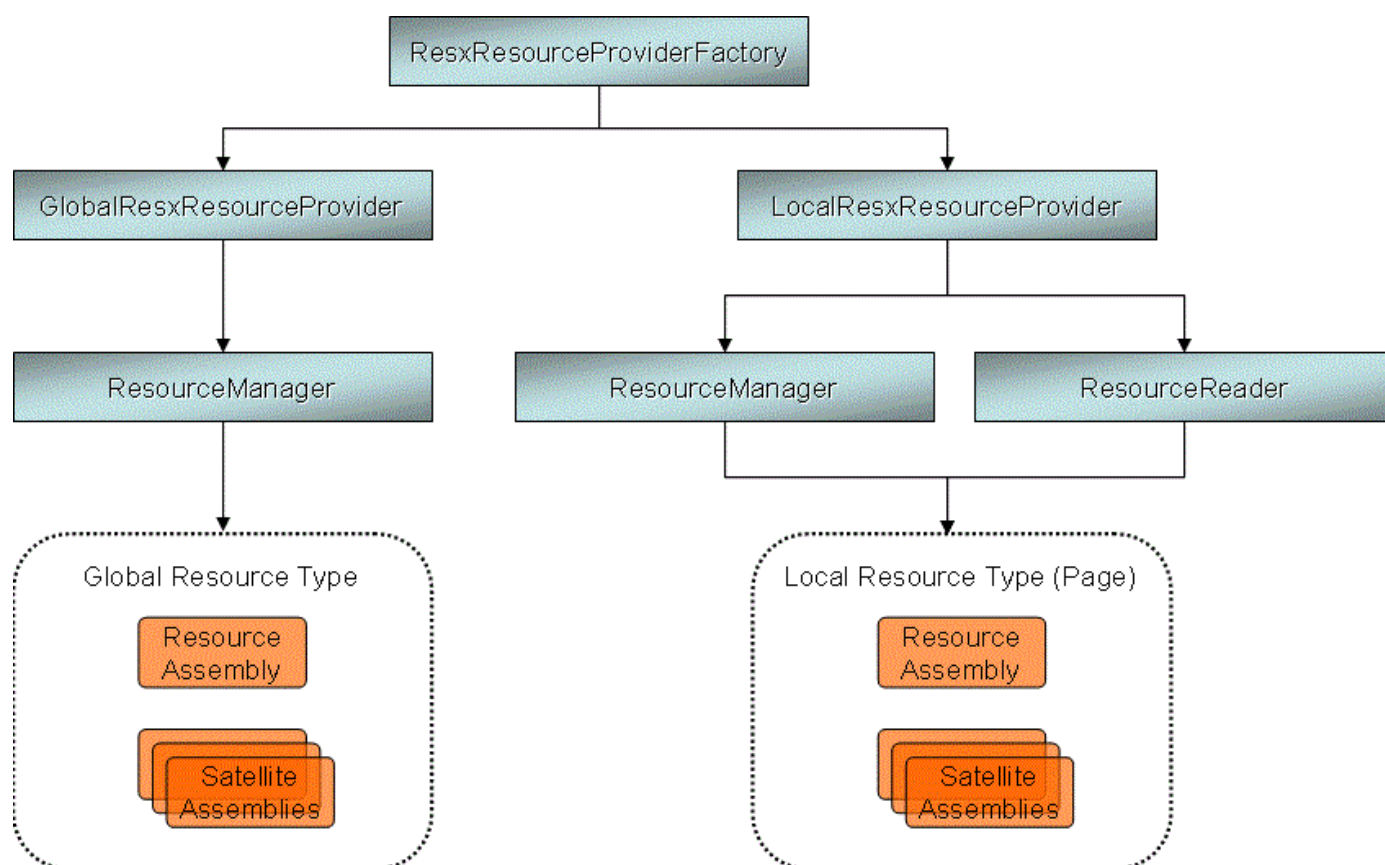 ResxResourceProviderFactory
GlobalResxResourceProvider
LocalResxResourceProvider
ResourceManager
ResourceManager
ResourceReader
Global Resource Type
Resource
Assembly
Satellite
Assemblies
Local Resource Type (Page)
Resource
Assembly
Satellite
Assemblies